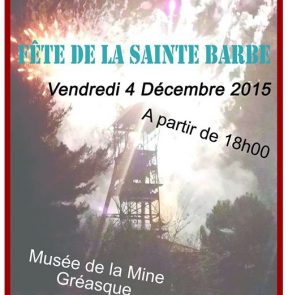 FÊTE DE LA SAINTE BARBE
Vendredi 4 Décembre 2015
A partir de 18h00
Musée de la Mine
Gréasque